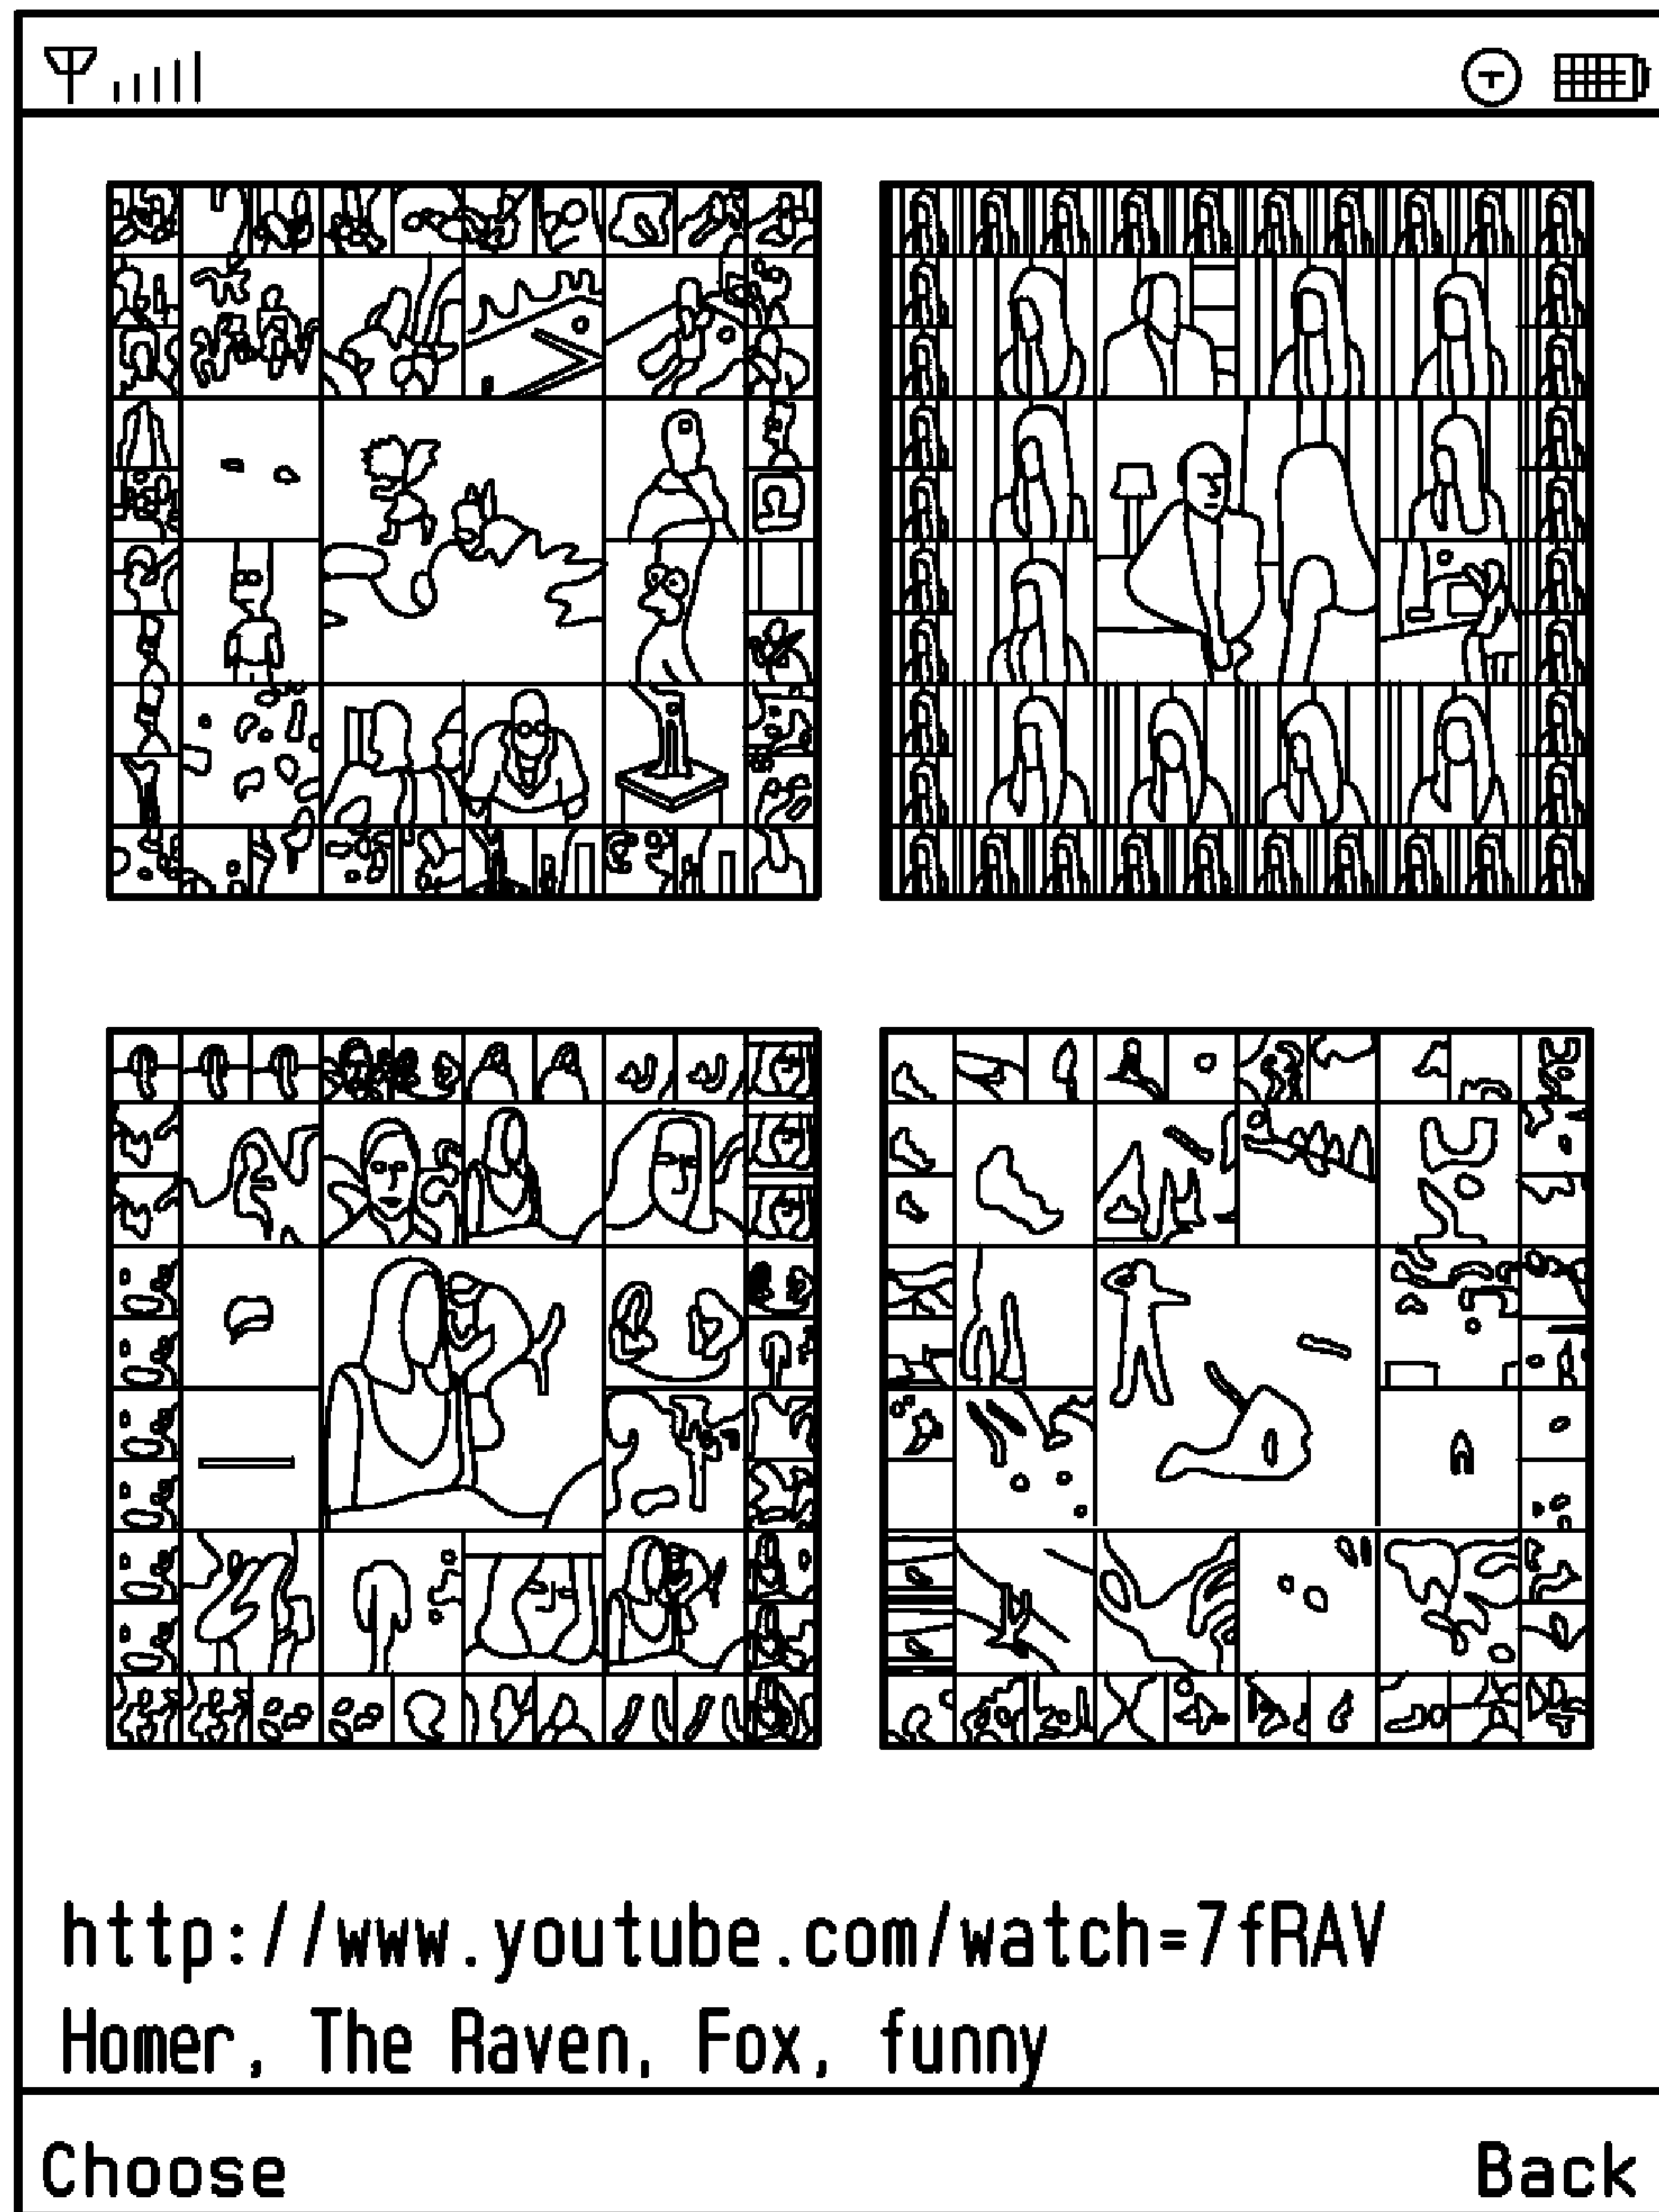 http://www.youtube.com/watch=7fRAV
Homer, The Raven, Fox, funny
Choose
Back